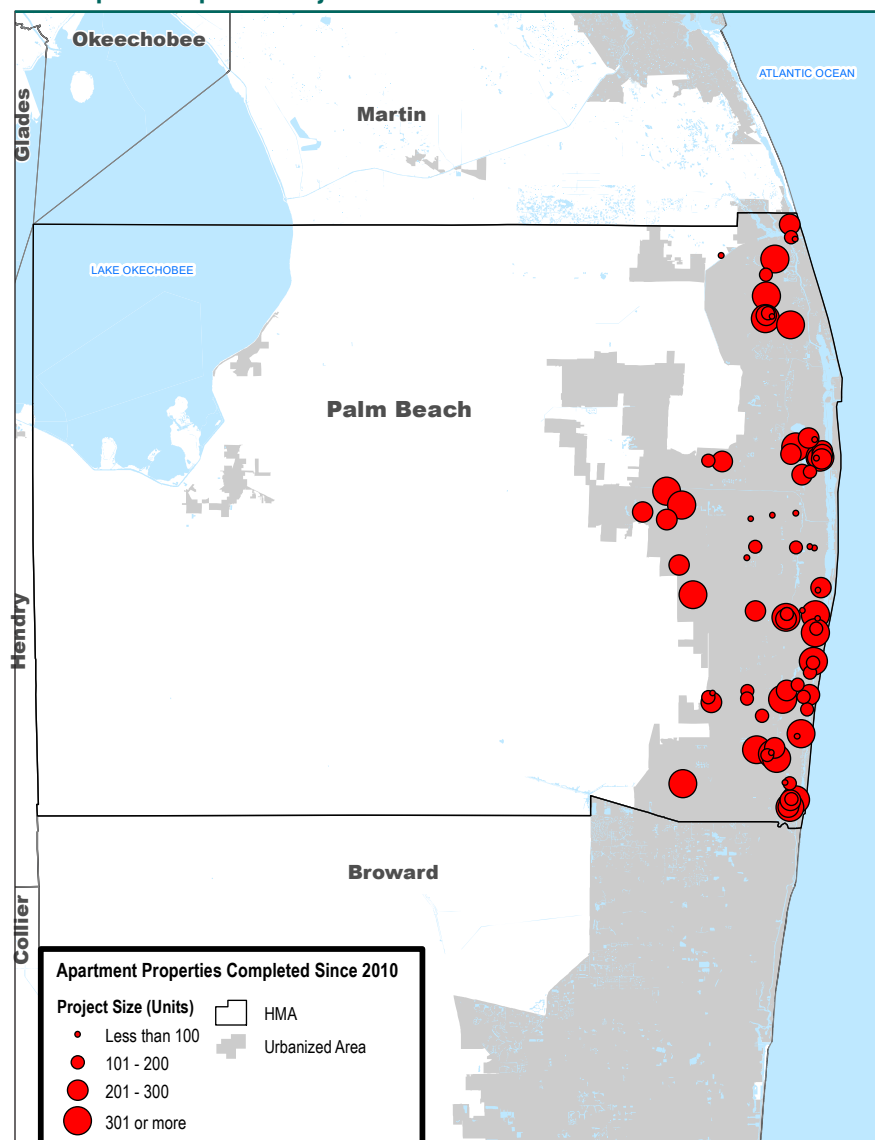 Okeechobee
ATLANTIC OCEAN
Glades
Martin
LAKE OKECHOBEE
Palm Beach
Hendry
Broward
Collier
Apartment Properties Completed Since 2010
Project Size (Units)
HMA
Less than 100
Urbanized Area
101 - 200
201 - 300
301 or more